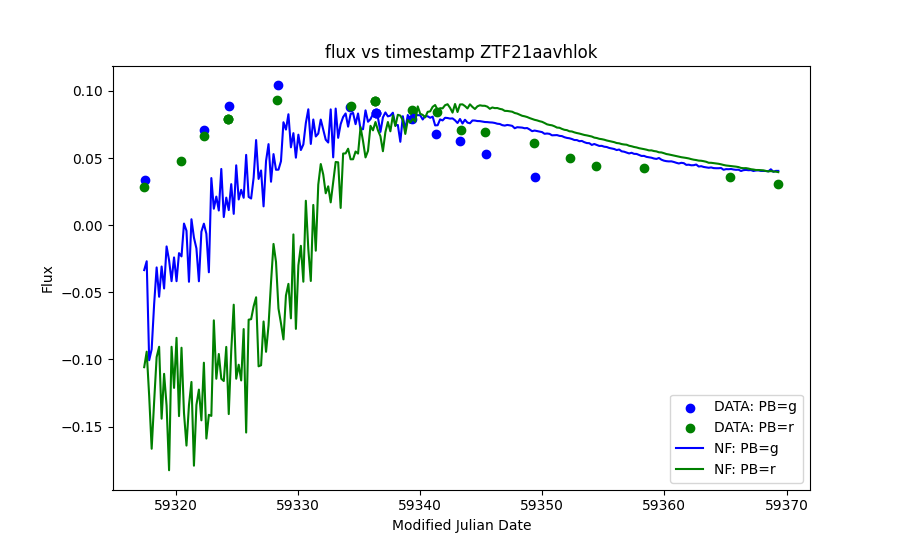 flux vs timestamp ZTF21aavhlok
0.10
0.05
0.00
−0.05
−0.10
−0.15
Flux
DATA: PB=g
DATA: PB=r
NF: PB=g
NF: PB=r
59320 59330 59340 59350 59360 59370
Modified Julian Date